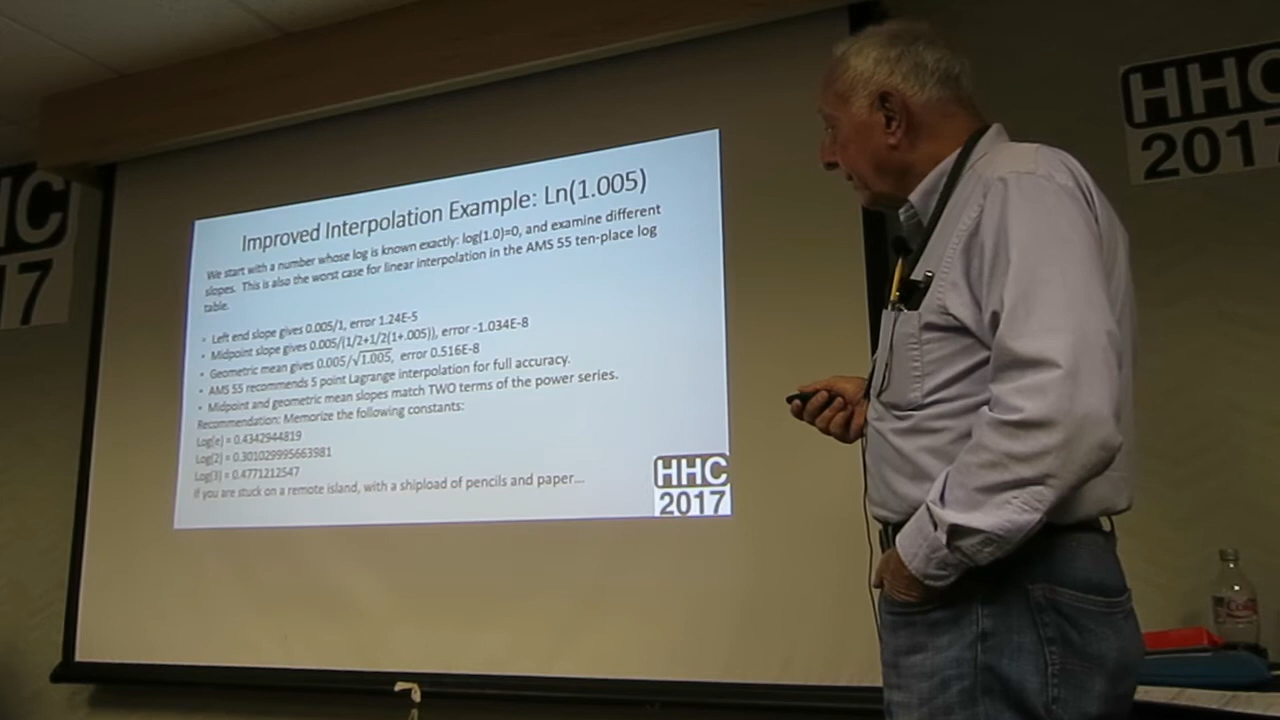 Improved Interpolation Example: Ln(1.005)
We start with a number whose log is known exactly: log(1.0)=0, and examine different
slopes. This is also the worst case for linear interpolation in the AMS 55 ten-place log
table.
• Left end slope gives 0.005/1, error 1.24E-5
• Midpoint slope gives 0.005/(1/2+1/2(1+.005)), error -1.034E-8
• Geometric mean gives 0.005/√1.005, error 0.516E-8
• AMS 55 recommends 5 point Lagrange interpolation for full accuracy.
• Midpoint and geometric mean slopes match TWO terms of the power series.
Recommendation: Memorize the following constants:
Log(e) = 0.4342944819
Log(2) = 0.301029995663981
Log(3) = 0.4771212547
If you are stuck on a remote island, with a shipload of pencils and paper...
HHC
2017
HHC
2017
IC
17